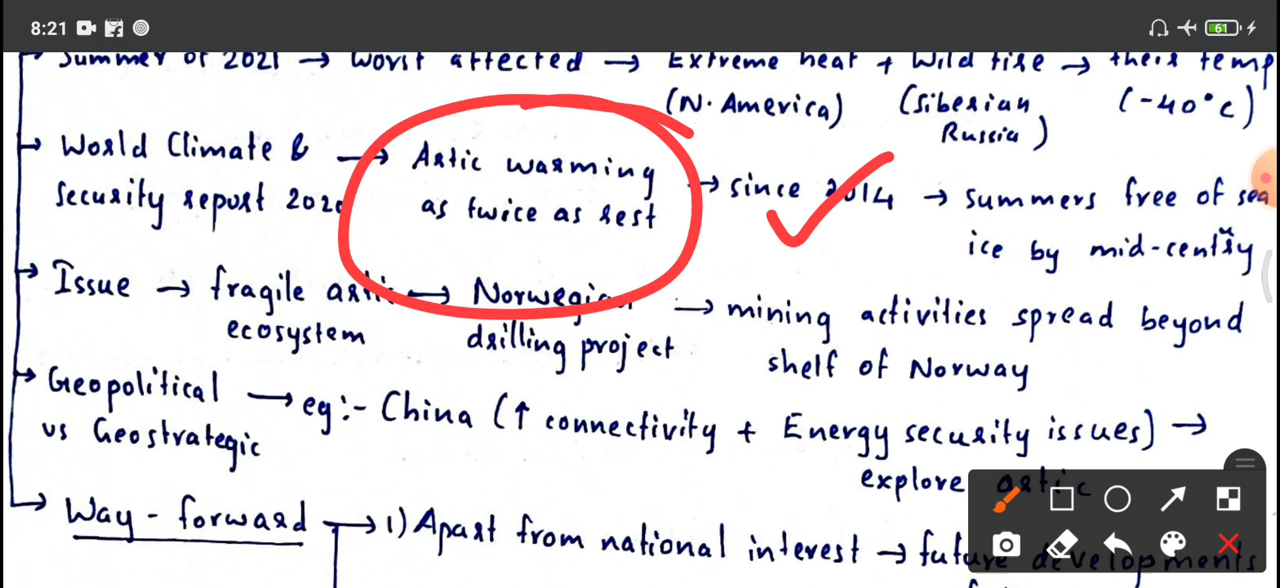 8:21 61
Summer of 2021 → worst affected → Extreme heat + Wild fire → their temp
(N. America) (Siberian Russia) (-40°C)
World Climate & → Artic warming → since 2014 → summers free of sea
Security report as twice as rest ice by mid-century
Issue → fragile → Norwegian → mining activities spread beyond
ecosystem drilling project shelf of Norway
Geopolitical → eg:- China (↑ connectivity + Energy security issues) →
vs Geostrategic explore artic
Way - forward → 1) Apart from national interest → future developments